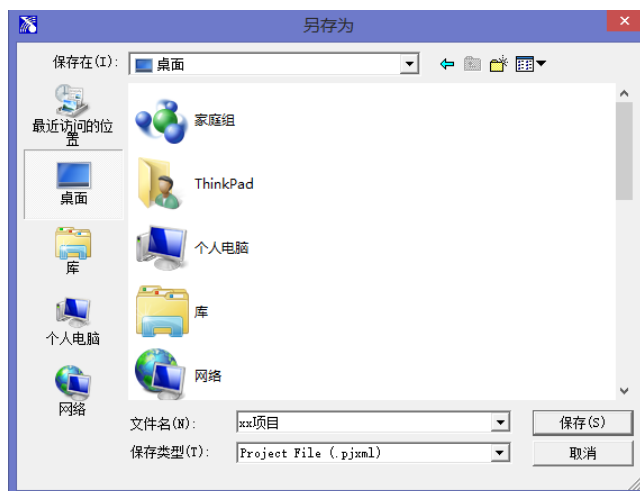 另存为
保存在(I):
桌面
最近访问的位
置
桌面
库
个人电脑
网络
家庭组
ThinkPad
个人电脑
库
网络
文件名(N):
xx项目
保存(S)
保存类型(T):
Project File (.pjxml)
取消